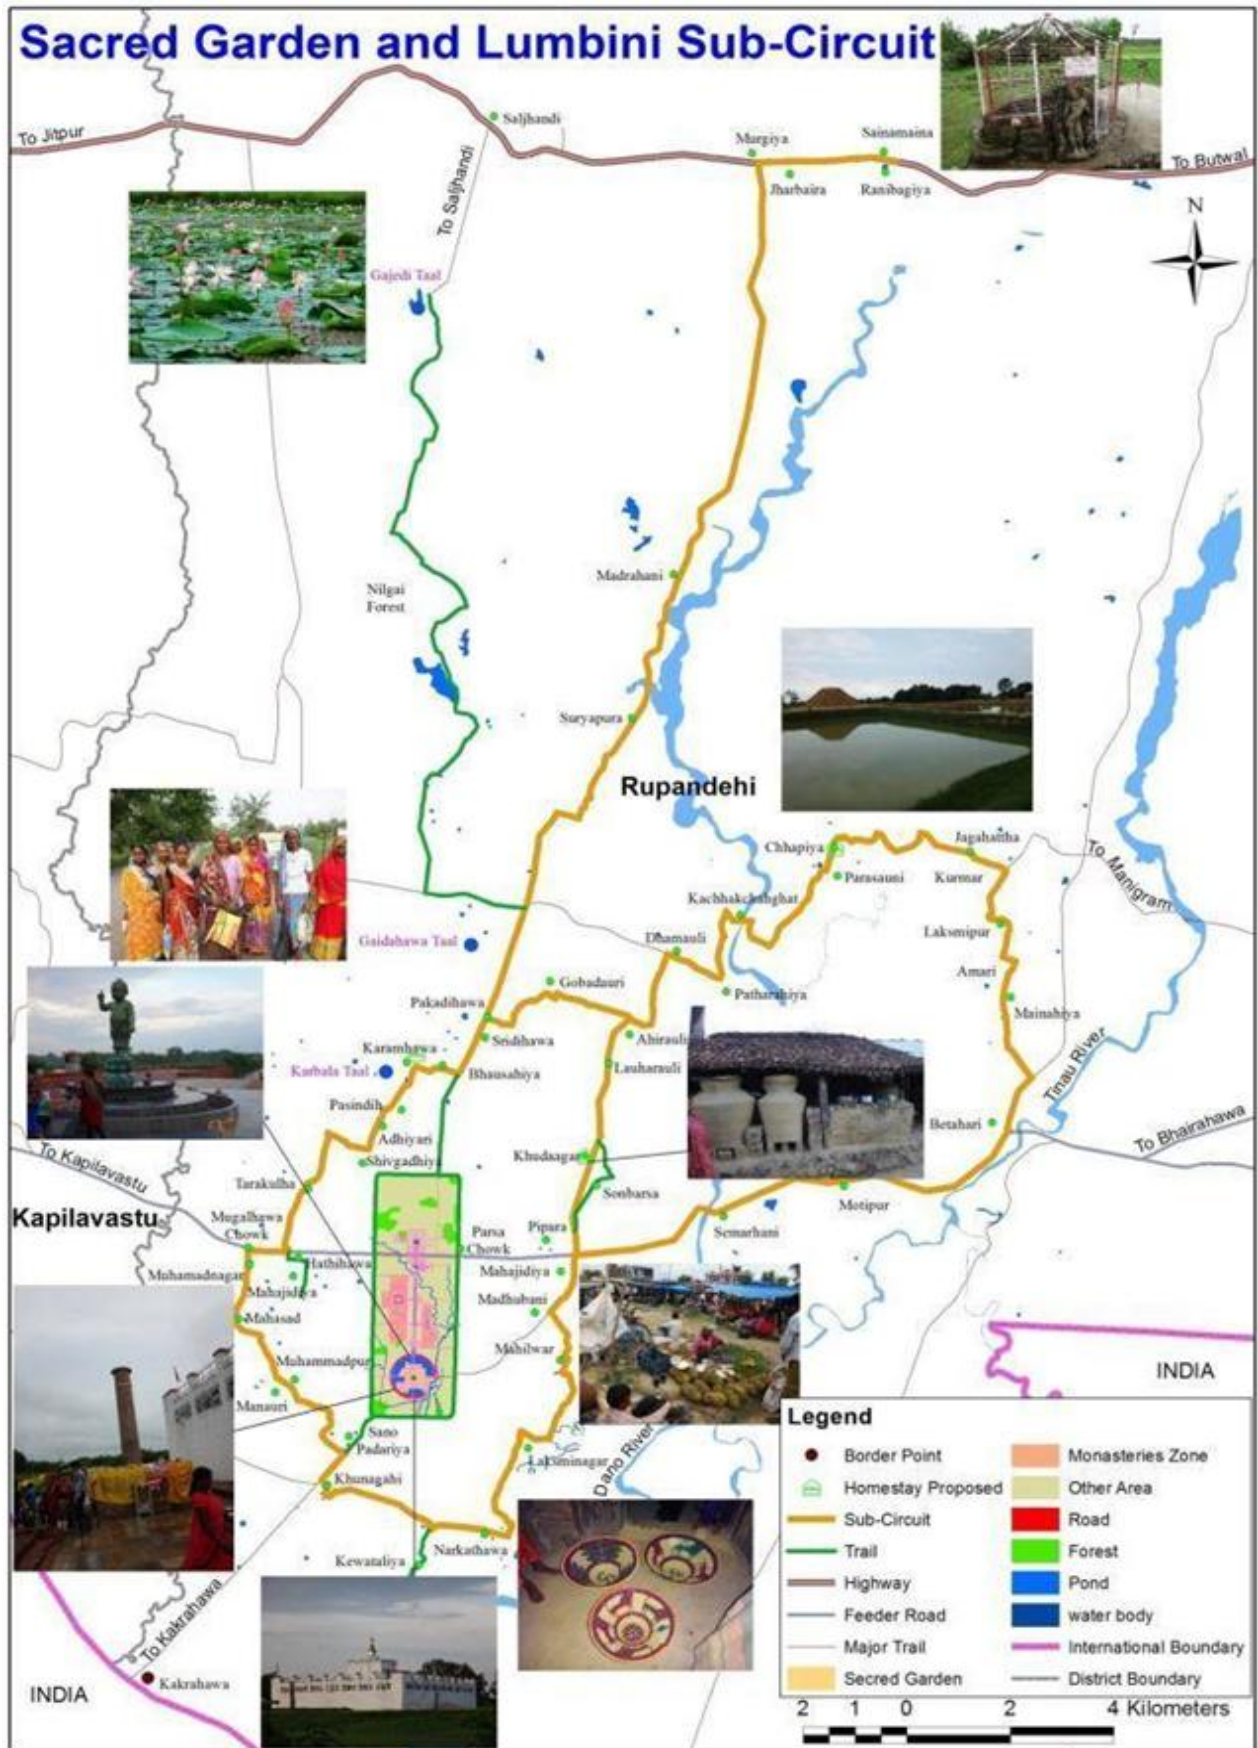 Sacred Garden and Lumbini Sub-Circuit
To Jitpur
Saljhandi
To Saljhandi
Murgiya
Sainamaina
To Butwal
Jharbaira
Ranibagiya
N
Gajedi Taal
Madrahani
Nilgai
Forest
Suryapura
Rupandehi
Chhapiya
Jagahattha
To Manigram
Parasauni
Kurmar
Kachhakchahghat
Laksmipur
Dhamauli
Gaidahawa Taal
Amari
Gobadauri
Patharahiya
Pakadihawa
Mainahiya
Sridihawa
Ahirauli
Karamhawa
Lauharauli
Karbala Taal
Bhausahiya
Tinau River
Pasindih
Betahari
To Bhairahawa
Adhiyari
To Kapilavastu
Shivgadhiya
Khudaagar
Tarakulha
Sonbarsa
Motipur
Kapilavastu
Mugalhawa
Chowk
Parsa
Chowk
Pipara
Semarhani
Hathihawa
Muhamadnagar
Mahajidiya
Mahajidiya
Madhubani
Mahasad
Mahilwar
Muhammadpur
INDIA
Manauri
Sano
Padariya
Laksminagar
Dano River
Khunagahi
Narkathawa
Kewataliya
To Kakrahawa
Kakrahawa
INDIA
Legend
Border Point
Homestay Proposed
Sub-Circuit
Trail
Highway
Feeder Road
Major Trail
Secred Garden
Monasteries Zone
Other Area
Road
Forest
Pond
water body
International Boundary
District Boundary
2 1 0 2 4 Kilometers